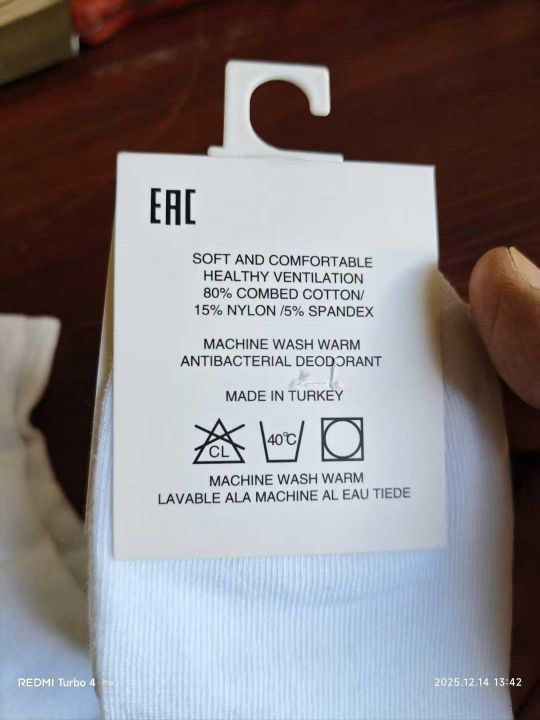 EAC
SOFT AND COMFORTABLE
HEALTHY VENTILATION
80% COMBED COTTON/
15% NYLON /5% SPANDEX
MACHINE WASH WARM
ANTIBACTERIAL DEODORANT
MADE IN TURKEY
CL 40°C
MACHINE WASH WARM
LAVABLE ALA MACHINE AL EAU TIEDE
REDMI Turbo 4 Pro 2025.12.14 13:42